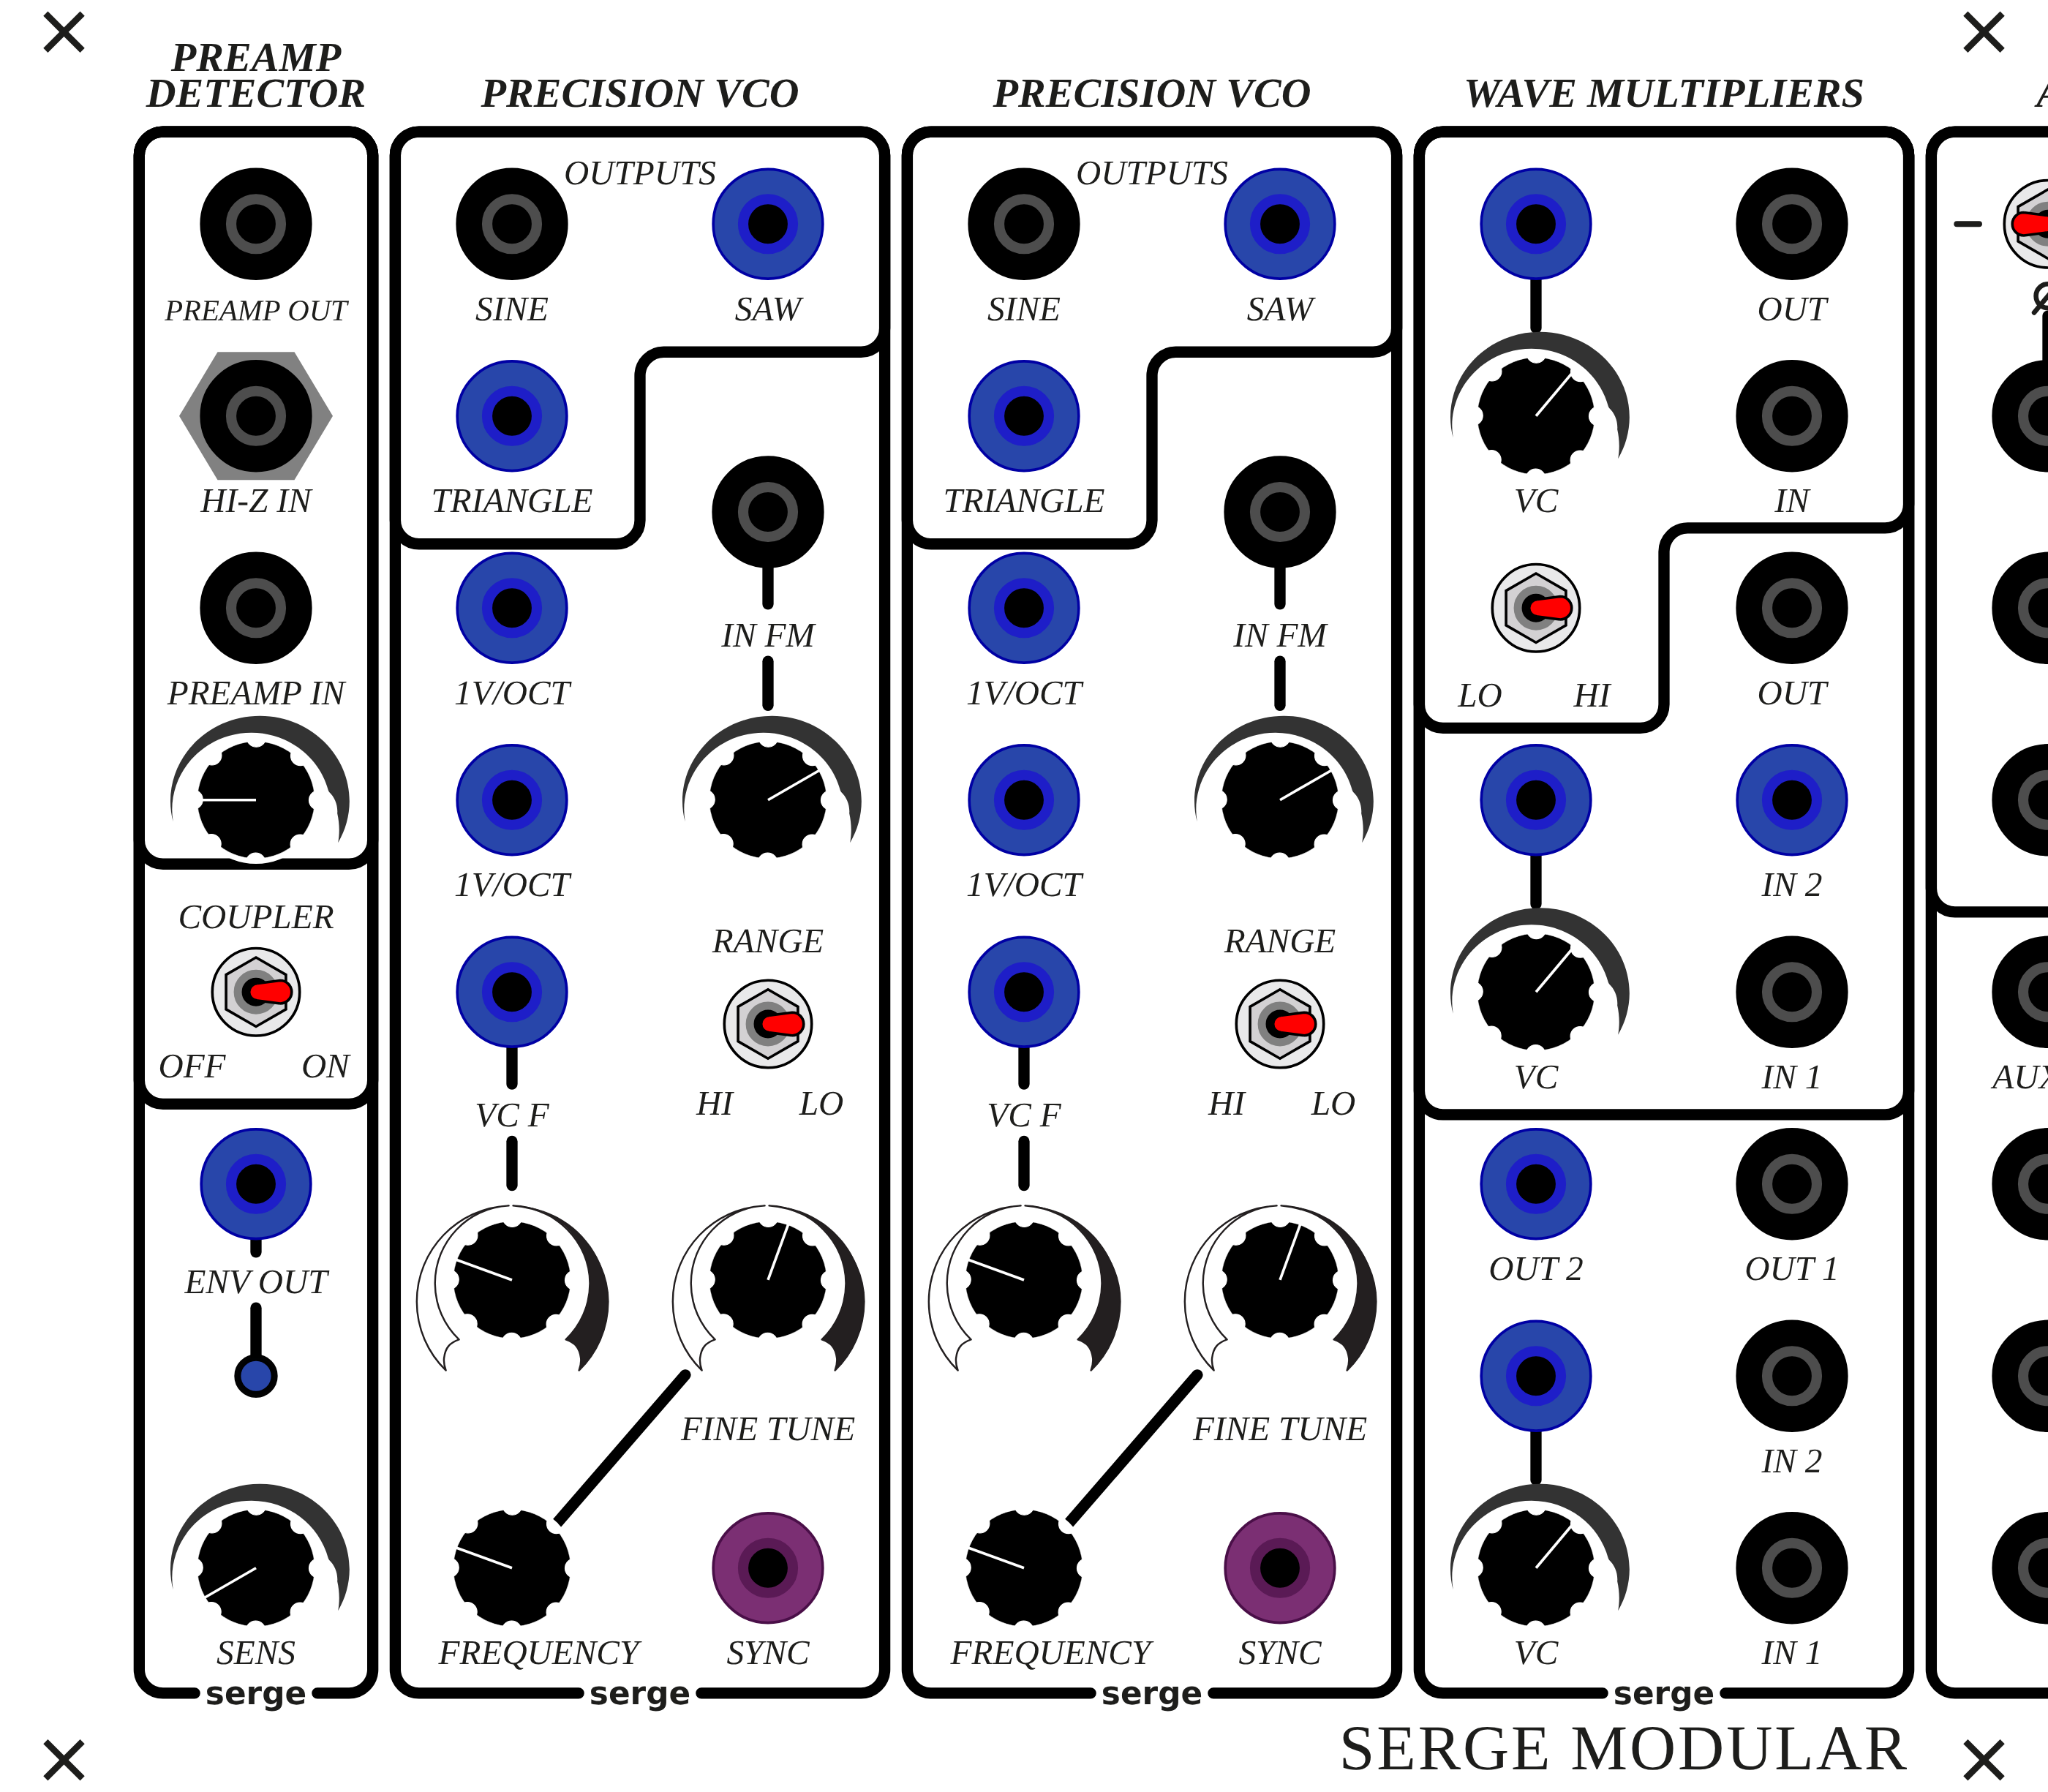 PREAMP
DETECTOR
PREAMP OUT
HI-Z IN
PREAMP IN
COUPLER
OFF ON
ENV OUT
SENS
serge
PRECISION VCO
OUTPUTS
SINE SAW
TRIANGLE
IN FM
1V/OCT
1V/OCT
RANGE
HI LO
VC F
FINE TUNE
FREQUENCY SYNC
serge
PRECISION VCO
OUTPUTS
SINE SAW
TRIANGLE
IN FM
1V/OCT
1V/OCT
RANGE
HI LO
VC F
FINE TUNE
FREQUENCY SYNC
serge
WAVE MULTIPLIERS
OUT
VC IN
LO HI OUT
IN 2
VC IN 1
OUT 2 OUT 1
IN 2
VC IN 1
serge
A
–
AUX
SERGE MODULAR